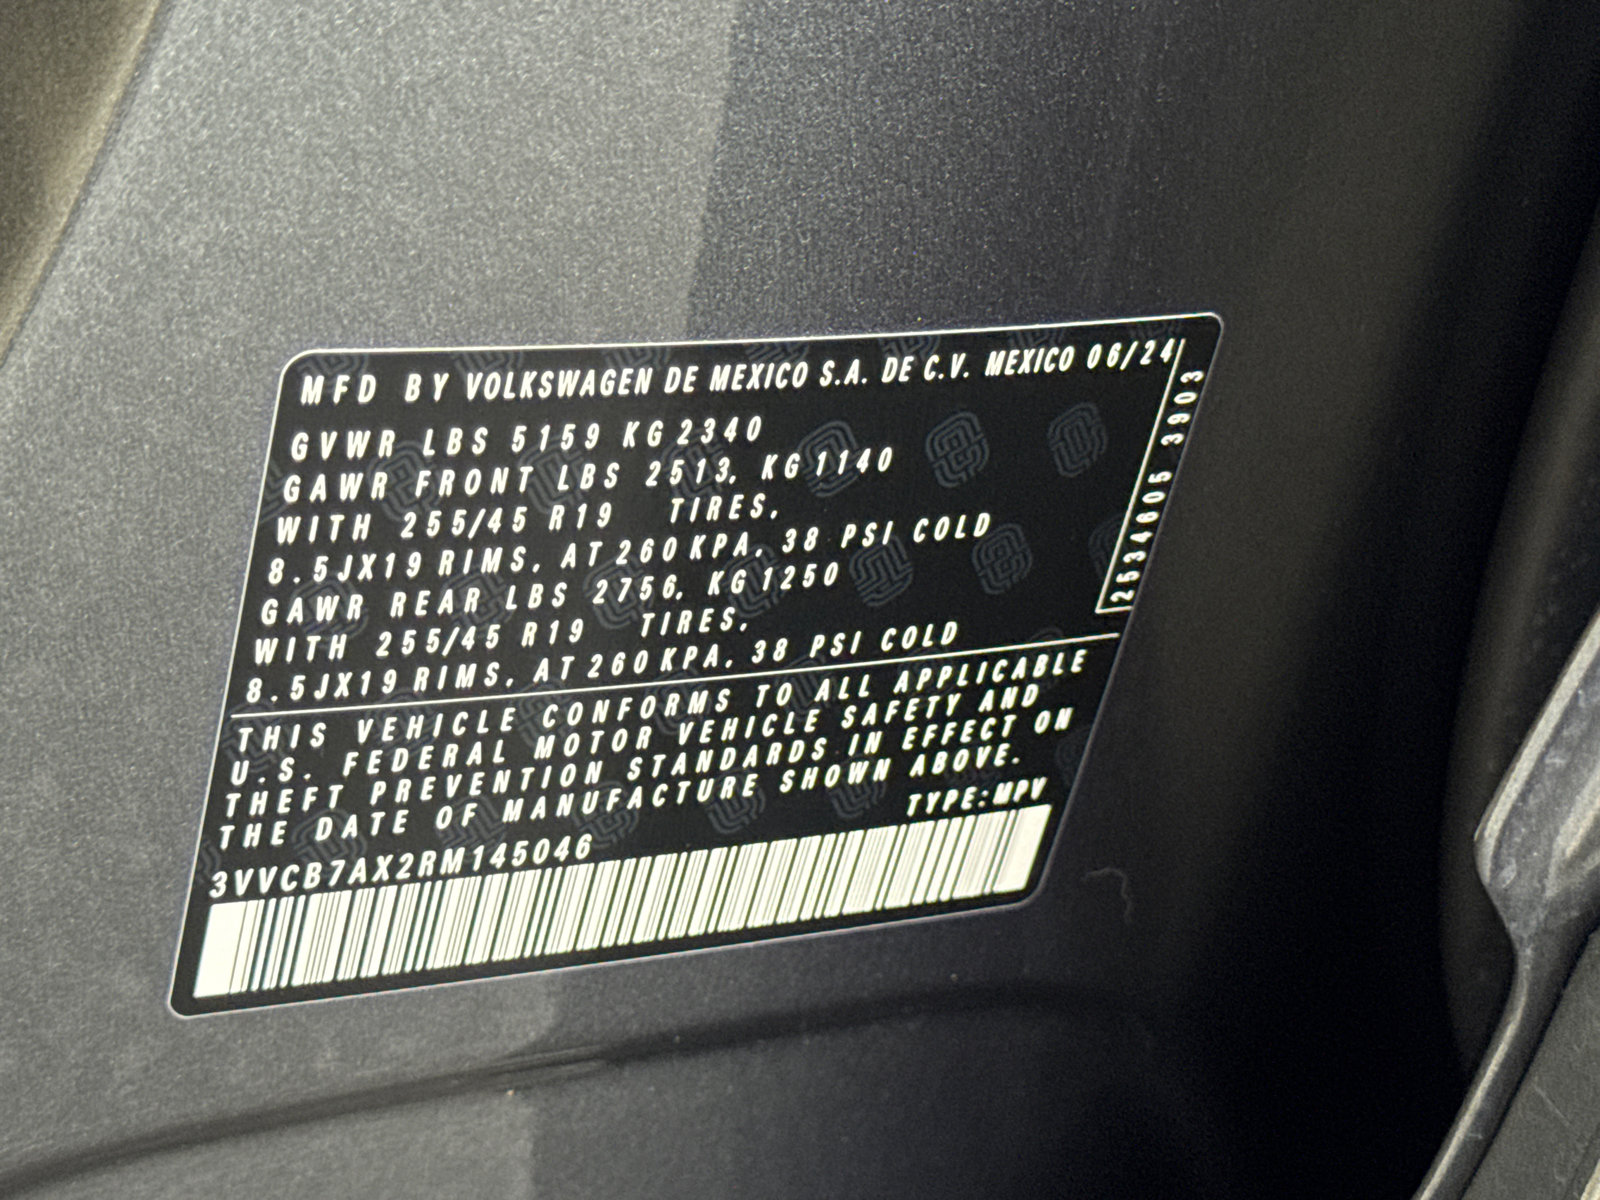 MFD BY VOLKSWAGEN DE MEXICO S.A. DE C.V. MEXICO 06/24
GVWR LBS 5159 KG 2340
GAWR FRONT LBS 2513, KG 1140
WITH 255/45 R19 TIRES,
8.5JX19 RIMS, AT 260 KPA, 38 PSI COLD
GAWR REAR LBS 2756, KG 1250
WITH 255/45 R19 TIRES,
8.5JX19 RIMS, AT 260 KPA, 38 PSI COLD
2534605 3903
THIS VEHICLE CONFORMS TO ALL APPLICABLE
U.S. FEDERAL MOTOR VEHICLE SAFETY AND
THEFT PREVENTION STANDARDS IN EFFECT ON
THE DATE OF MANUFACTURE SHOWN ABOVE.
TYPE:MPV
3VVCB7AX2RM145046